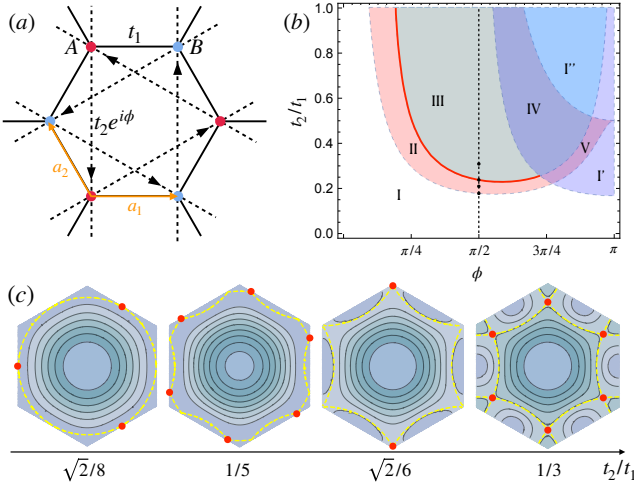 (a)
A
t₁
B
t₂e^{iϕ}
a₂
a₁
(b)
t₂/t₁
1.0
0.8
0.6
0.4
0.2
0.0
I
II
III
IV
I''
V
I'
π/4
π/2
3π/4
π
ϕ
(c)
√2/8
1/5
√2/6
1/3
t₂/t₁